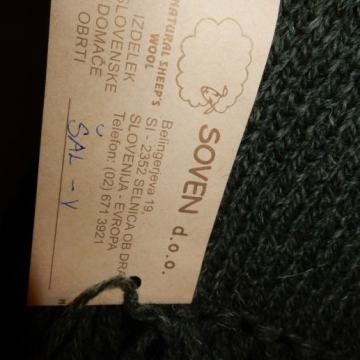 NATURAL SHEEP'S
WOOL
IZDELEK
SLOVENSKE
DOMAČE
OBRTI
SOVEN d.o.o.
Belingerjeva 19,
SI - 2352 SELNICA OB DRA
SLOVENIJA - EVROPA
Telefon: (02) 671 3921
ŠAL - V